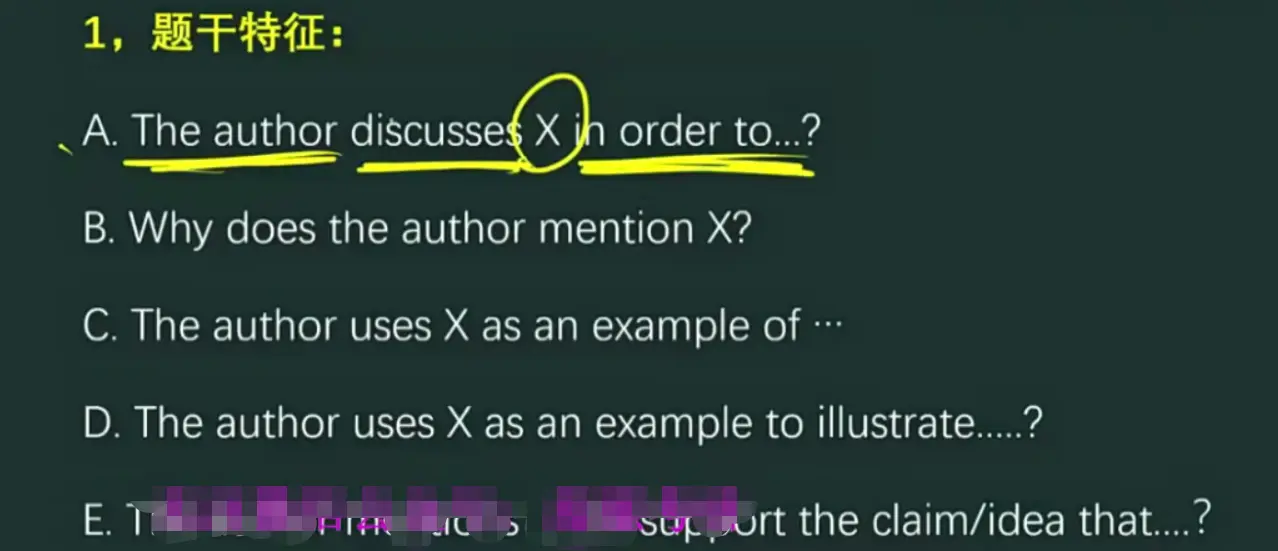 1，题干特征：
A. The author discusses X in order to...?
B. Why does the author mention X?
C. The author uses X as an example of ···
D. The author uses X as an example to illustrate.....?
E. support the claim/idea that....?